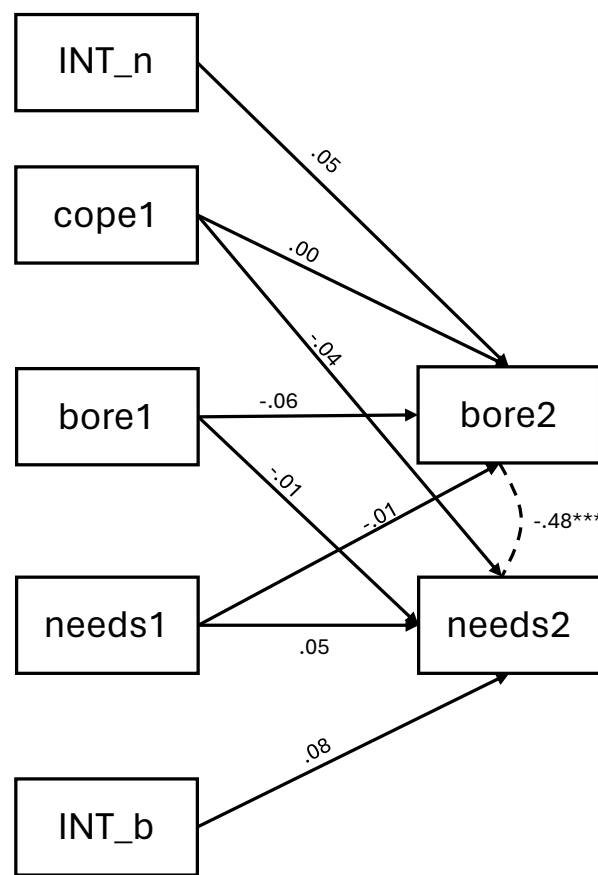 INT_n
.05
cope1
.00
-.04
bore1
-.06
bore2
-.01
-.01
-.48***
needs1
.05
needs2
.08
INT_b